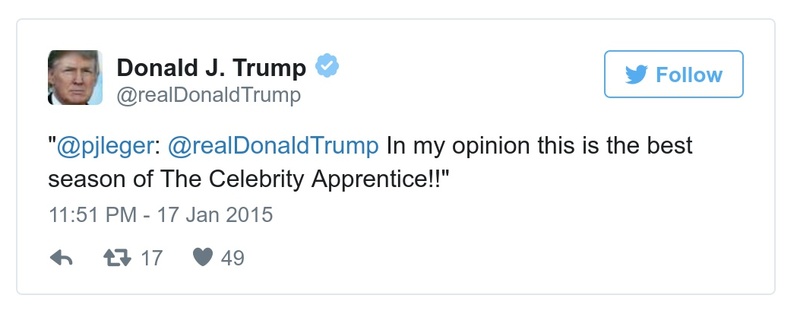 Donald J. Trump
@realDonaldTrump
Follow
"@pjleger: @realDonaldTrump In my opinion this is the best
season of The Celebrity Apprentice!!"
11:51 PM - 17 Jan 2015
17 49